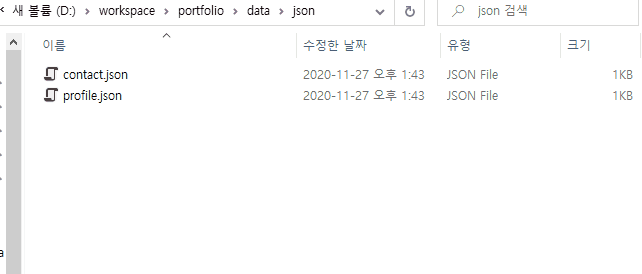 새 볼륨 (D:) > workspace > portfolio > data > json json 검색
이름 수정한 날짜 유형 크기
contact.json 2020-11-27 오후 1:43 JSON File 1KB
profile.json 2020-11-27 오후 1:43 JSON File 1KB
a